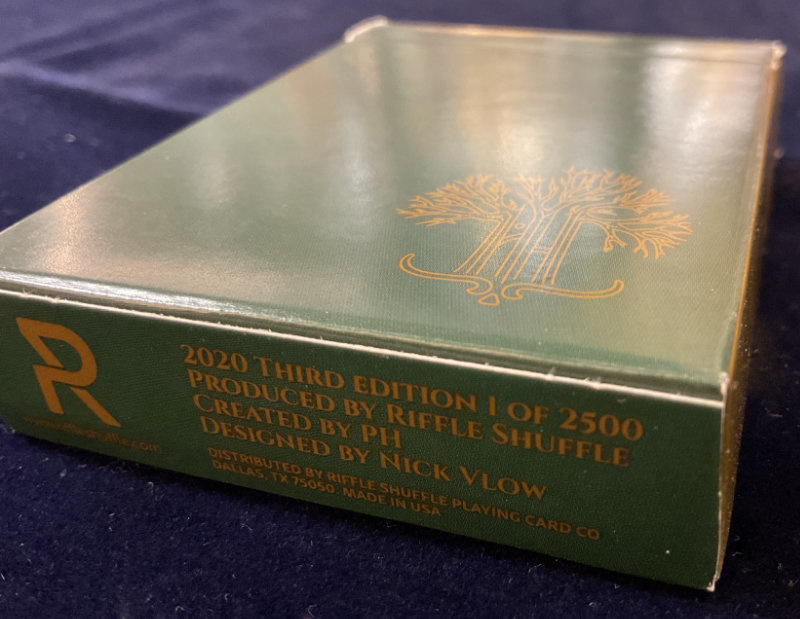 2020 THIRD EDITION 1 OF 2500
PRODUCED BY RIFFLE SHUFFLE
CREATED BY PH
DESIGNED BY NICK VLOW
DISTRIBUTED BY RIFFLE SHUFFLE PLAYING CARD CO
DALLAS, TX 75050. MADE IN USA